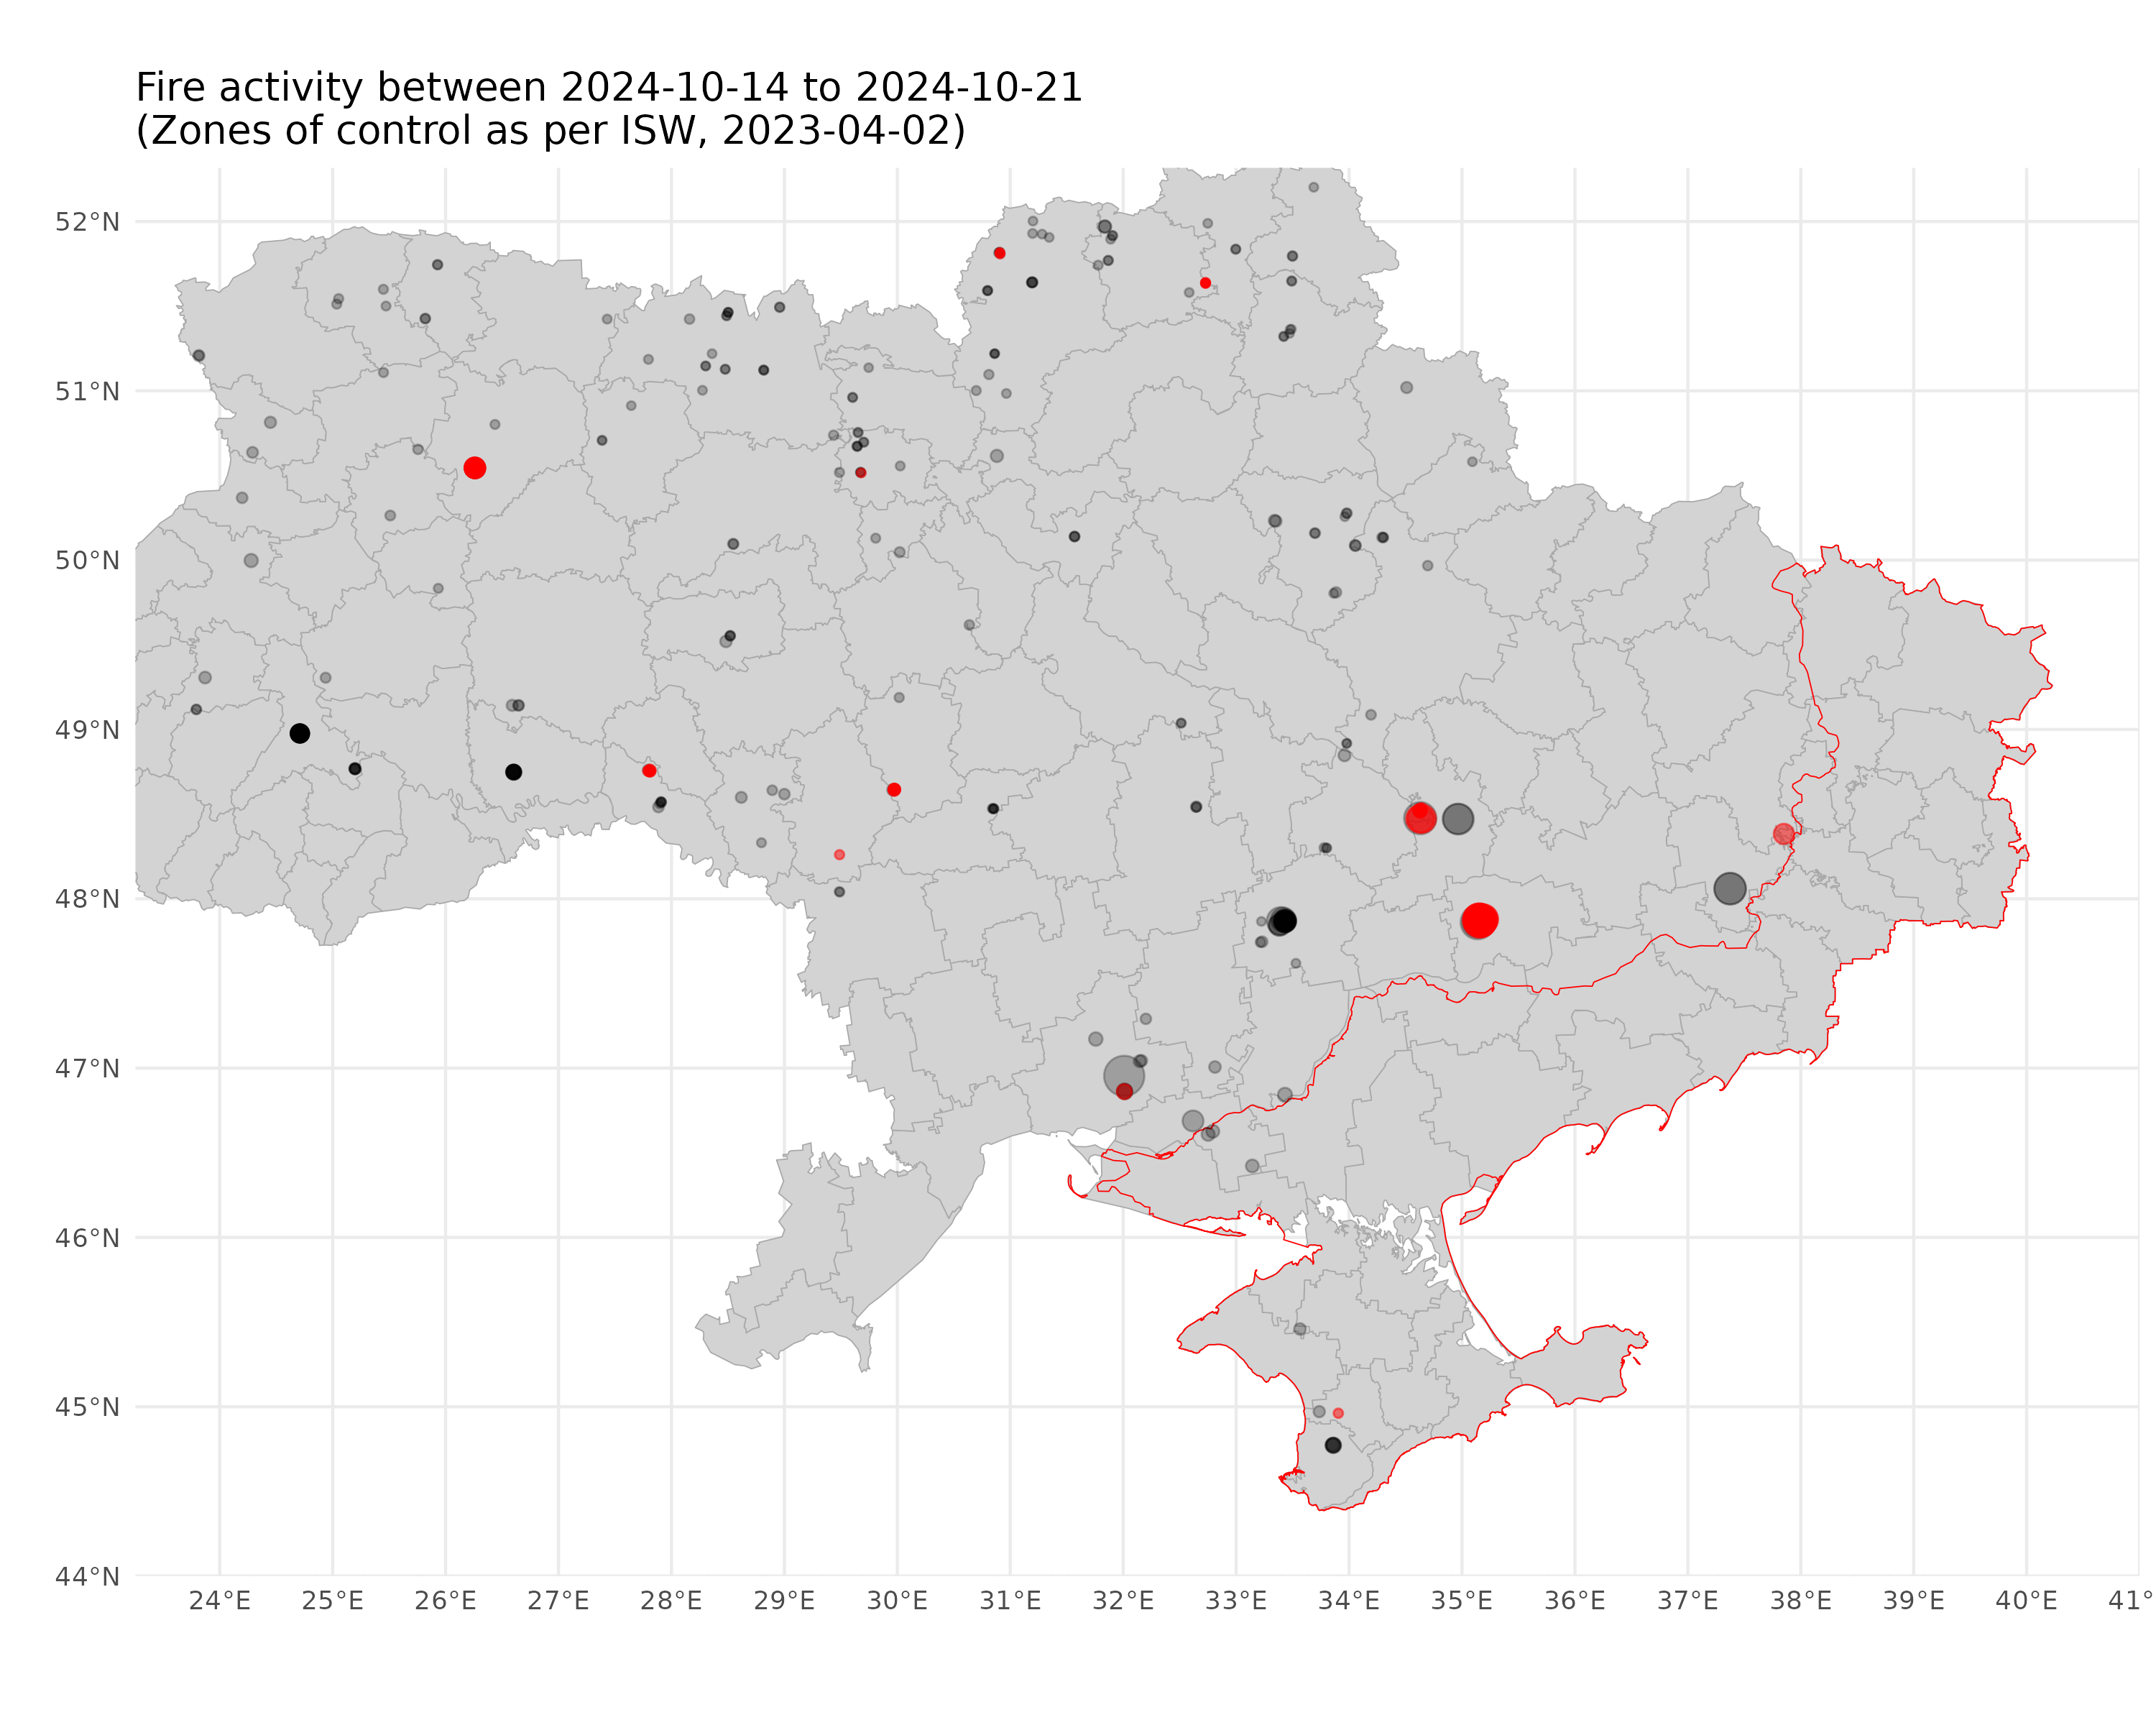 Fire activity between 2024-10-14 to 2024-10-21
(Zones of control as per ISW, 2023-04-02)
52°N
51°N
50°N
49°N
48°N
47°N
46°N
45°N
44°N
24°E 25°E 26°E 27°E 28°E 29°E 30°E 31°E 32°E 33°E 34°E 35°E 36°E 37°E 38°E 39°E 40°E 41°